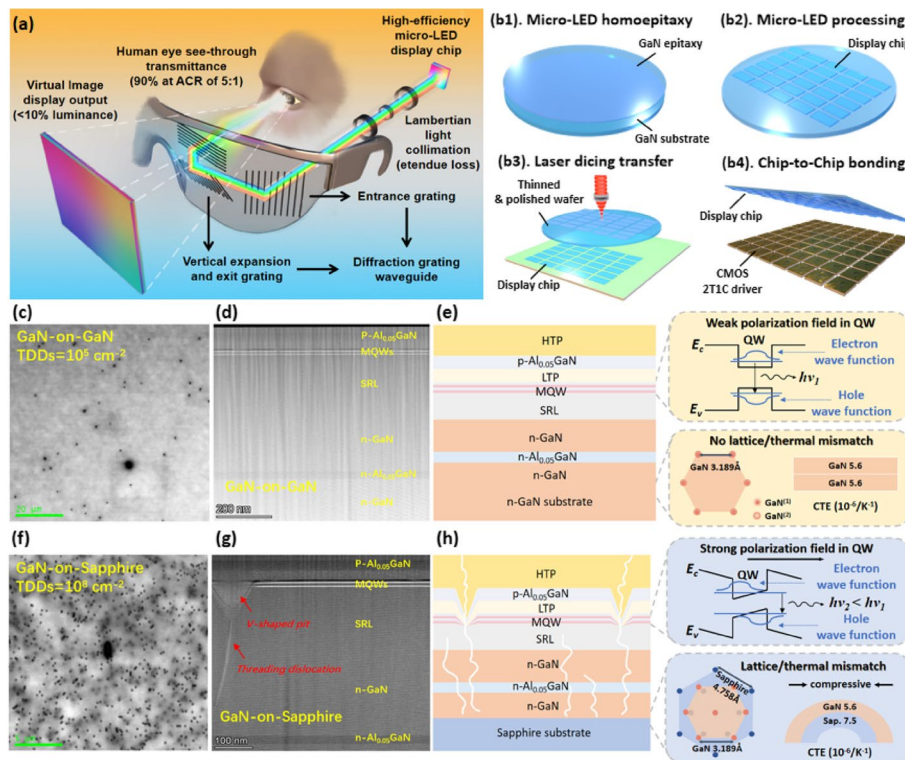 (a)
High-efficiency
micro-LED
display chip
Human eye see-through
transmittance
(90% at ACR of 5:1)
Virtual Image
display output
(<10% luminance)
Lambertian
light
collimation
(etendue loss)
Entrance grating
Vertical expansion
and exit grating
Diffraction grating
waveguide
(b1). Micro-LED homoepitaxy
GaN epitaxy
GaN substrate
(b2). Micro-LED processing
Display chip
(b3). Laser dicing transfer
Thinned
& polished wafer
Display chip
(b4). Chip-to-Chip bonding
Display chip
CMOS
2T1C driver
(c)
GaN-on-GaN
TDDs=10⁵ cm⁻²
20 um
(d)
P-Al₀.₀₅GaN
MQWs
SRL
n-GaN
n-Al₀.₀₅GaN
n-GaN
GaN-on-GaN
200 nm
(e)
HTP
p-Al₀.₀₅GaN
LTP
MQW
SRL
n-GaN
n-Al₀.₀₅GaN
n-GaN
n-GaN substrate
Weak polarization field in QW
Ec
QW
Electron
wave function
hv₁
Ev
Hole
wave function
No lattice/thermal mismatch
GaN 3.189Å
GaN 5.6
GaN 5.6
GaN⁽¹⁾
GaN⁽²⁾
CTE (10⁻⁶/K⁻¹)
(f)
GaN-on-Sapphire
TDDs=10⁸ cm⁻²
(g)
P-Al₀.₀₅GaN
MQWs
V-shaped pit
SRL
Threading dislocation
n-GaN
GaN-on-Sapphire
n-Al₀.₀₅GaN
100 nm
(h)
HTP
p-Al₀.₀₅GaN
LTP
MQW
SRL
n-GaN
n-Al₀.₀₅GaN
n-GaN
Sapphire substrate
Strong polarization field in QW
Ec
QW
Electron
wave function
hv₂ < hv₁
Ev
Hole
wave function
Lattice/thermal mismatch
Sapphire
4.758Å
compressive
GaN 5.6
Sap. 7.5
GaN 3.189Å
CTE (10⁻⁶/K⁻¹)